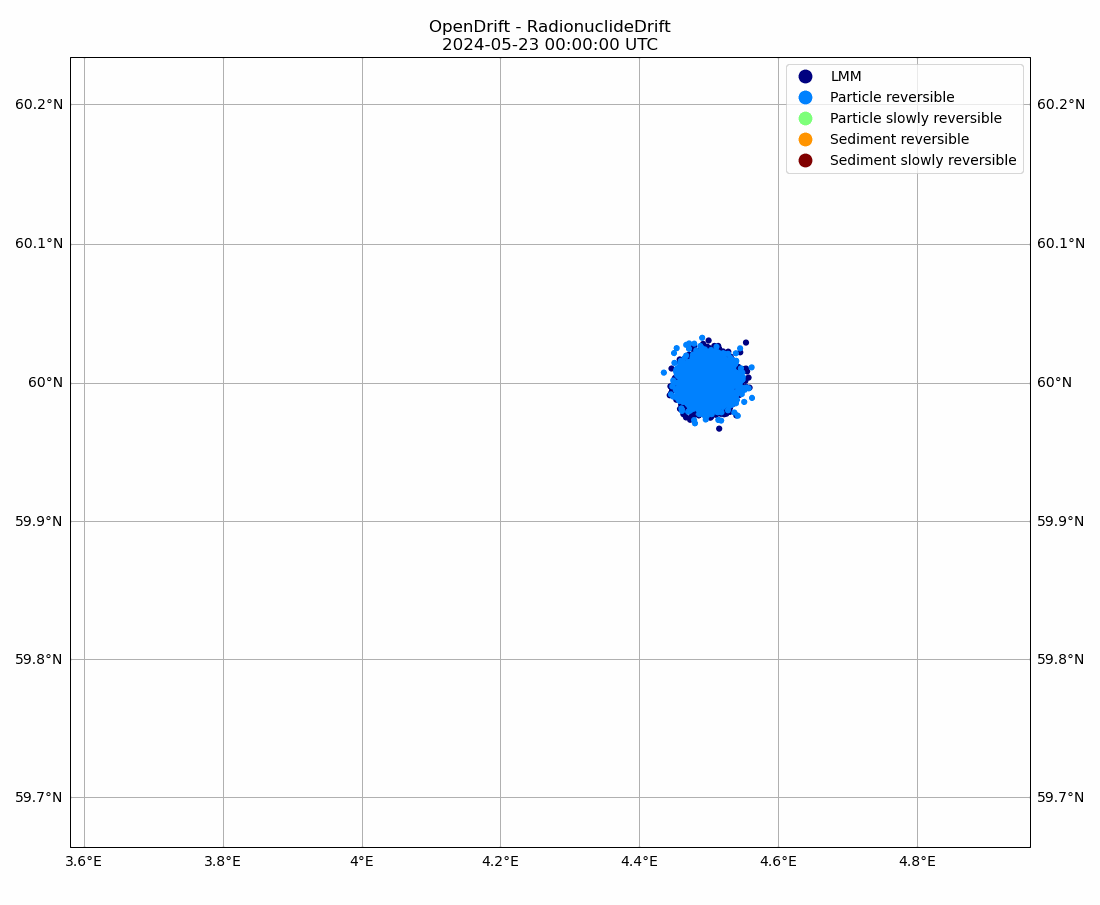 OpenDrift - RadionuclideDrift
2024-05-23 00:00:00 UTC
LMM
Particle reversible
Particle slowly reversible
Sediment reversible
Sediment slowly reversible
60.2°N
60.2°N
60.1°N
60.1°N
60°N
60°N
59.9°N
59.9°N
59.8°N
59.8°N
59.7°N
59.7°N
3.6°E
3.8°E
4°E
4.2°E
4.4°E
4.6°E
4.8°E